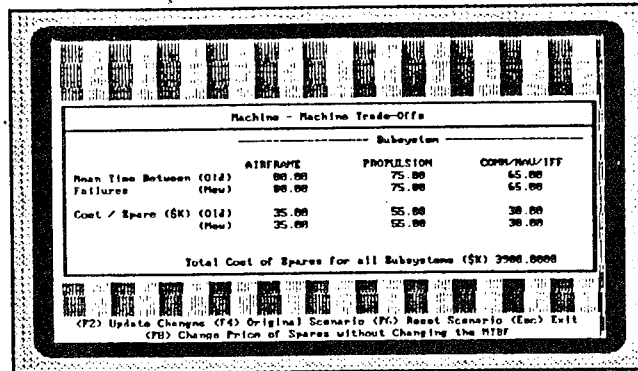 Machine - Machine Trade-Offs
Subsystem
AIRFRAME PROPULSION COMM/NAV/IFF
Mean Time Between (Old) 80.00 75.00 65.00
Failures (New) 80.00 75.00 65.00
Cost / Spare ($K) (Old) 35.00 55.00 30.00
(New) 35.00 55.00 30.00
Total Cost of Spares for all Subsystems ($K) 3900.0000
(F2) Update Changes (F4) Original Scenario (F6) Reset Scenario (Esc) Exit
(F8) Change Price of Spares without Changing the MTBF